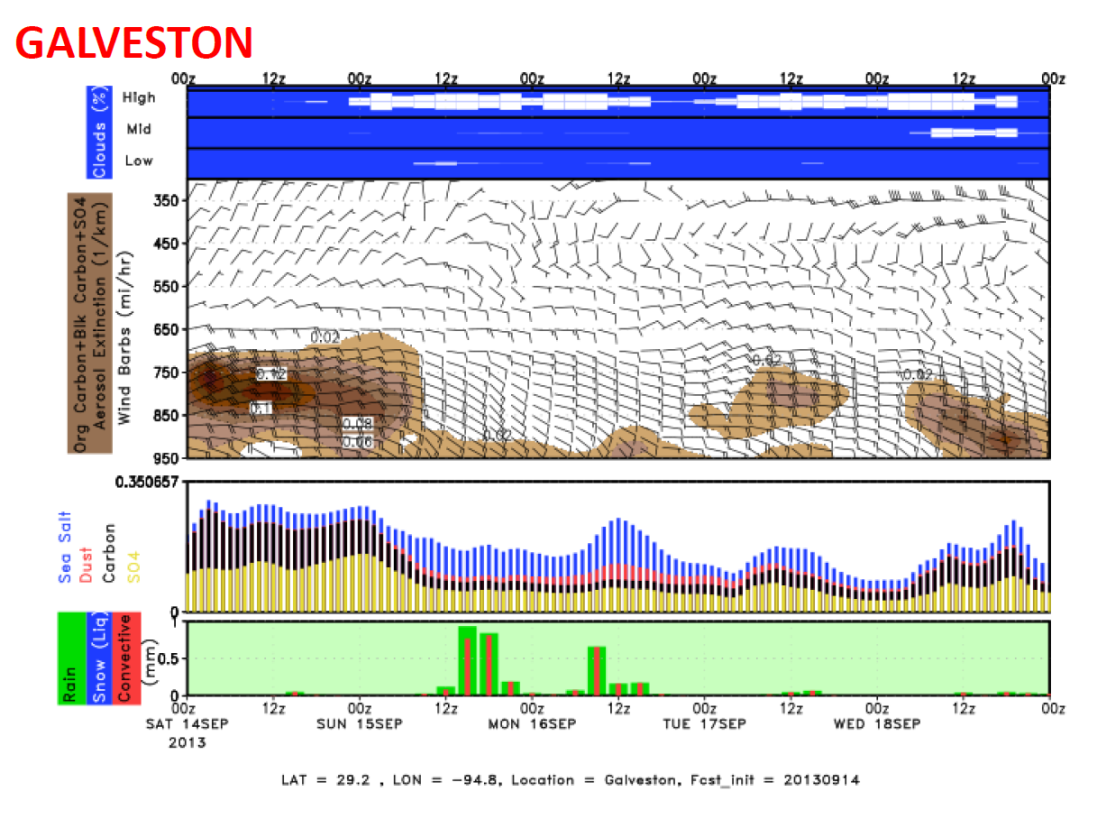 GALVESTON
00z 12z 00z 12z 00z 12z 00z 12z 00z 12z 00z
Clouds (%)
High
Mid
Low
Org Carbon+Blk Carbon+SO4
Aerosol Extinction (1/km)
Wind Barbs (mi/hr)
350
450
550
650
750
850
950
0.02
0.12
0.1
0.08
0.06
0.02
0.02
0.02
0.350657
0
Sea Salt
Dust
Carbon
SO4
Rain
Snow (Liq)
Convective
(mm)
1
0.5
0
00z 12z 00z 12z 00z 12z 00z 12z 00z 12z 00z
SAT 14SEP SUN 15SEP MON 16SEP TUE 17SEP WED 18SEP
2013
LAT = 29.2 , LON = -94.8, Location = Galveston, Fcst_init = 20130914